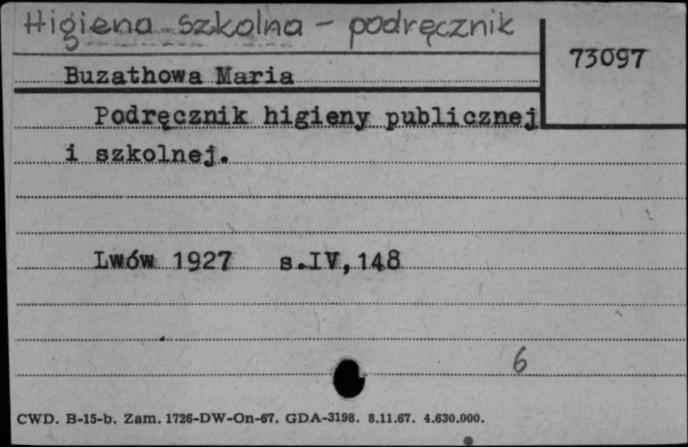 Higiena szkolna - podręcznik
73097
Buzathowa Maria
Podręcznik higieny publicznej
i szkolnej.
Lwów 1927 s.IV,148
6
CWD. B-15-b. Zam. 1726-DW-On-67. GDA-3198. 8.11.67. 4.630.000.